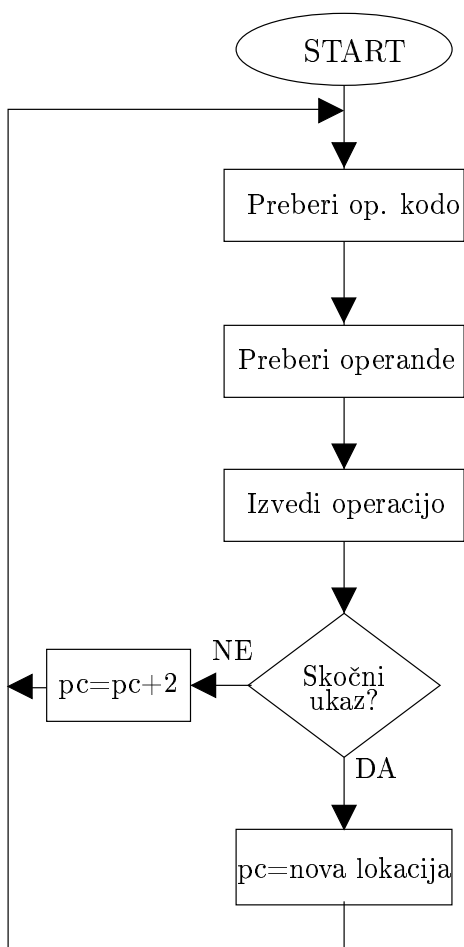 START
Preberi op. kodo
Preberi operande
Izvedi operacijo
Skočni
ukaz?
NE
pc=pc+2
DA
pc=nova lokacija